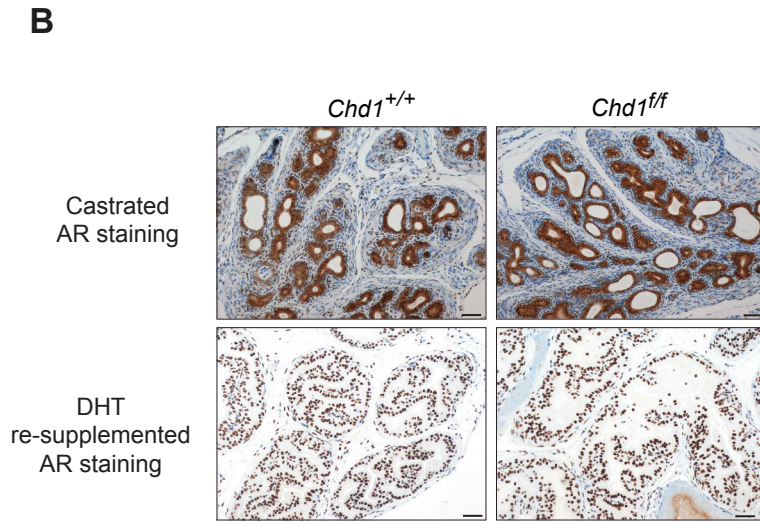 B
Chd1+/+ Chd1f/f
Castrated
AR staining
DHT
re-supplemented
AR staining